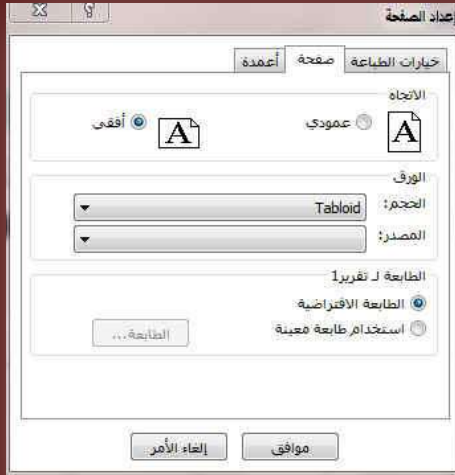 إعداد الصفحة
خيارات الطباعة صفحة أعمدة
الاتجاه
A عمودي A أفقي
الورق
الحجم: Tabloid
المصدر:
الطابعة لـ تقرير1
الطابعة الافتراضية
استخدام طابعة معينة
الطابعة...
موافق إلغاء الأمر